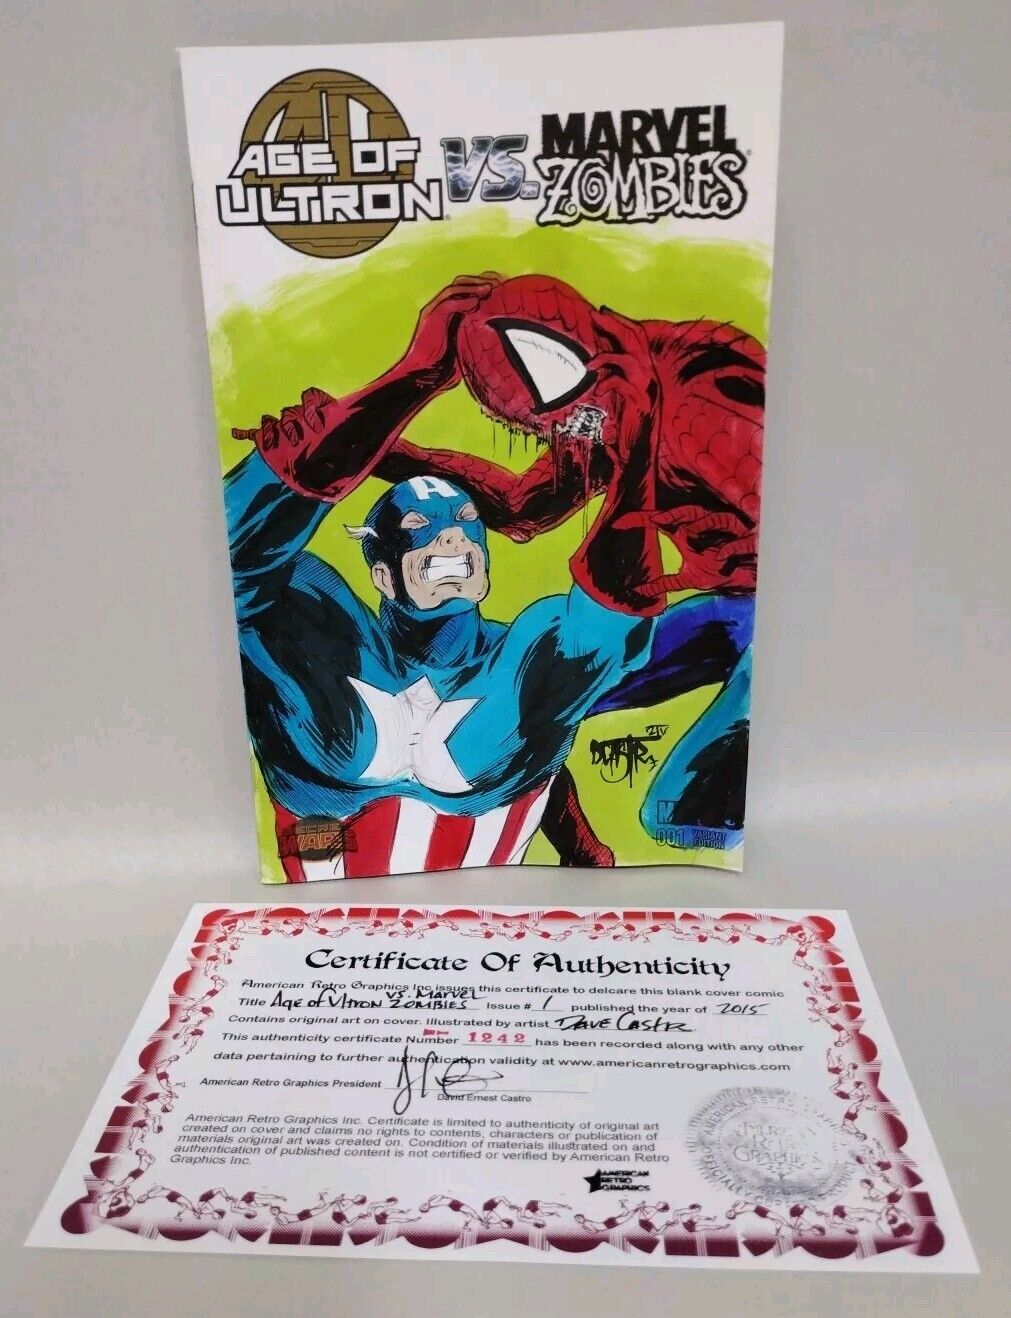 AGE OF
ULTRON
VS.
MARVEL
ZOMBIES
A
SECRET
WARS
001
VARIANT
EDITION
Certificate Of Authenticity
American Retro Graphics Inc issues this certificate to delcare this blank cover comic
Title Age of Ultron vs. Marvel Zombies Issue # 1 published the year of 2015
Contains original art on cover. Illustrated by artist Dave Castr
This authenticity certificate Number 1242 has been recorded along with any other
data pertaining to further authentication validity at www.americanretrographics.com
American Retro Graphics President
David Ernest Castro
American Retro Graphics Inc. Certificate is limited to authenticity of original art
created on cover and claims no rights to contents, characters or publication of
materials original art was created on. Condition of materials illustrated on and
authentication of published content is not certified or verified by American Retro
Graphics Inc.
AMERICAN
RETRO
GRAPHICS